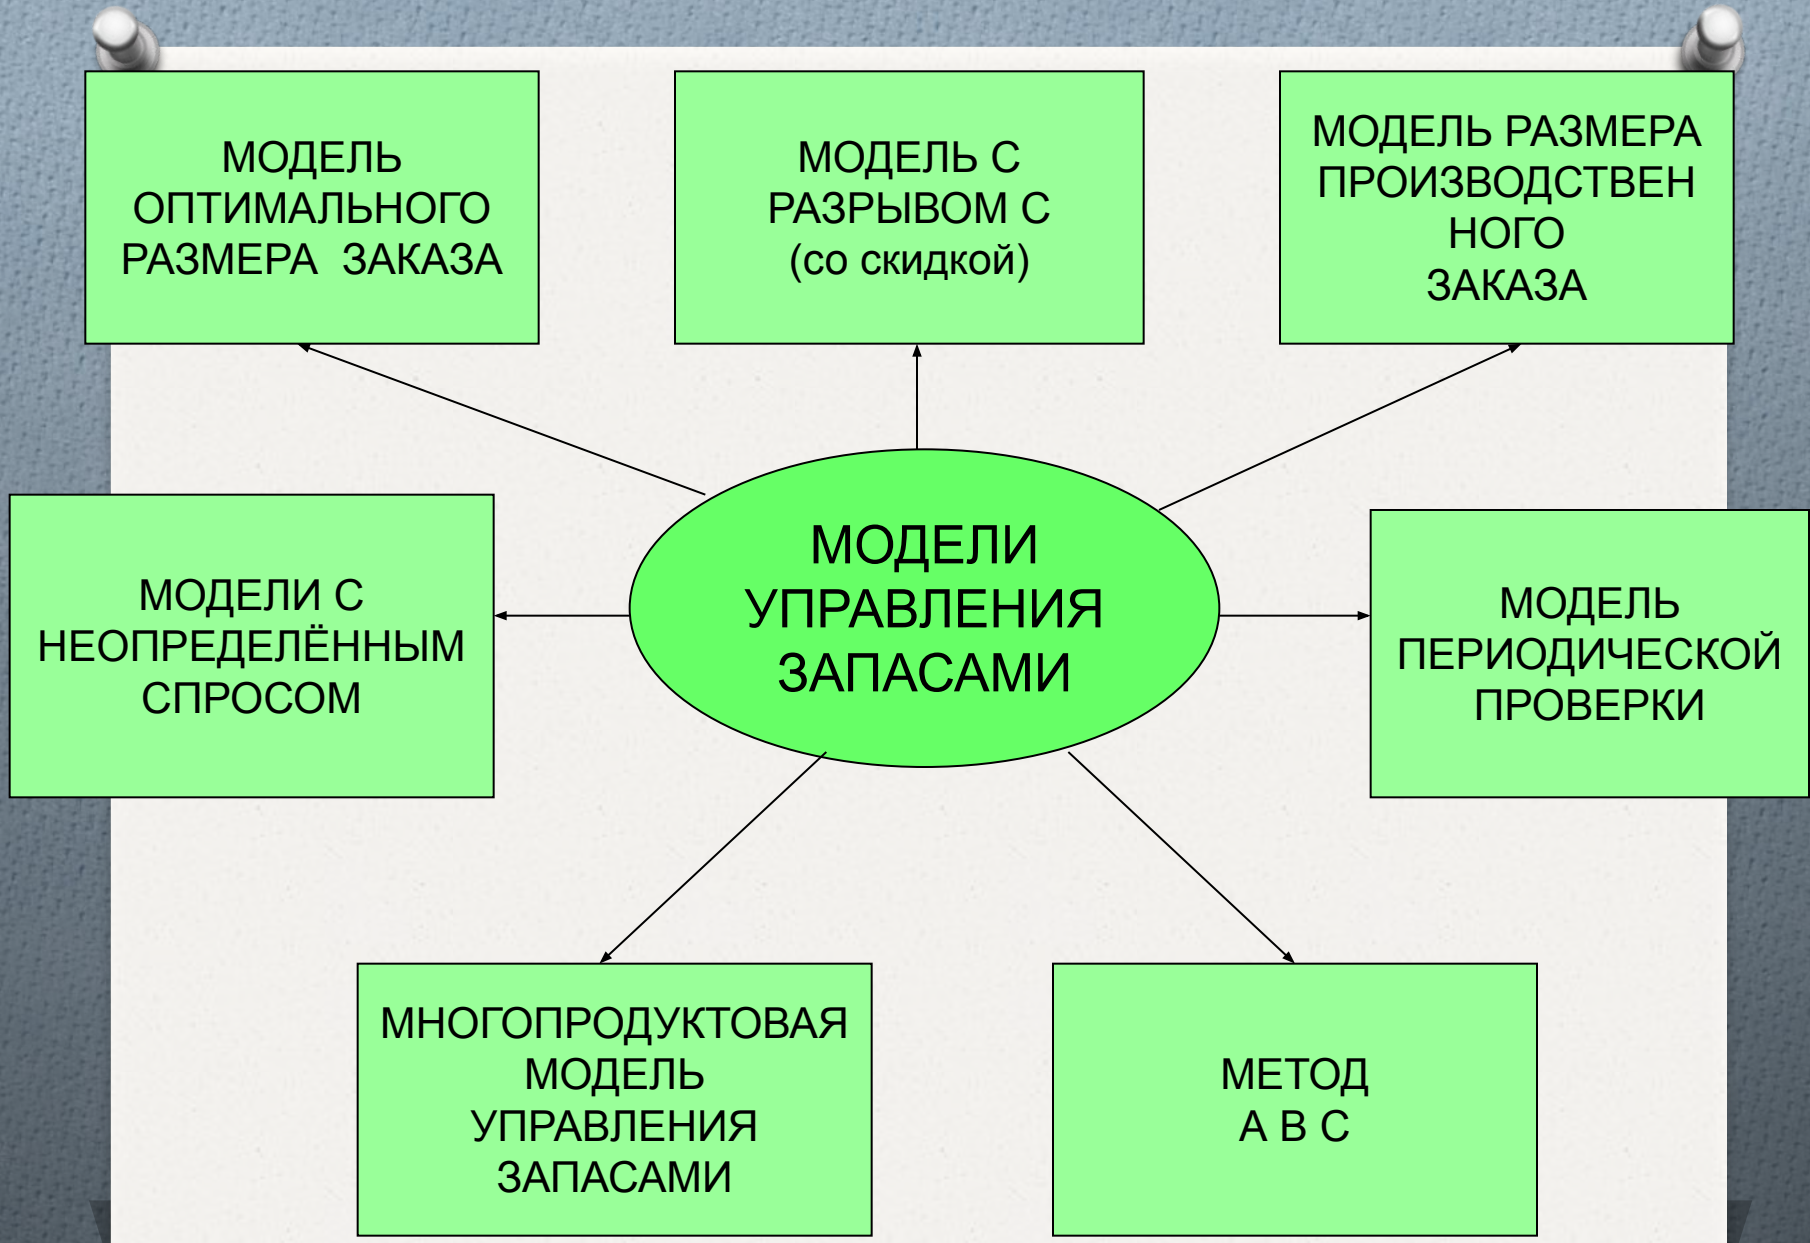 МОДЕЛЬ
ОПТИМАЛЬНОГО
РАЗМЕРА ЗАКАЗА
МОДЕЛЬ С
РАЗРЫВОМ С
(со скидкой)
МОДЕЛЬ РАЗМЕРА
ПРОИЗВОДСТВЕН
НОГО
ЗАКАЗА
МОДЕЛИ С
НЕОПРЕДЕЛЁННЫМ
СПРОСОМ
МОДЕЛИ
УПРАВЛЕНИЯ
ЗАПАСАМИ
МОДЕЛЬ
ПЕРИОДИЧЕСКОЙ
ПРОВЕРКИ
МНОГОПРОДУКТОВАЯ
МОДЕЛЬ
УПРАВЛЕНИЯ
ЗАПАСАМИ
МЕТОД
А В С